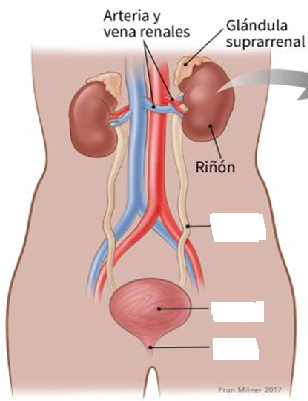 Arteria y
vena renales
Glándula
suprarrenal
Riñón
Fran Milner 2017